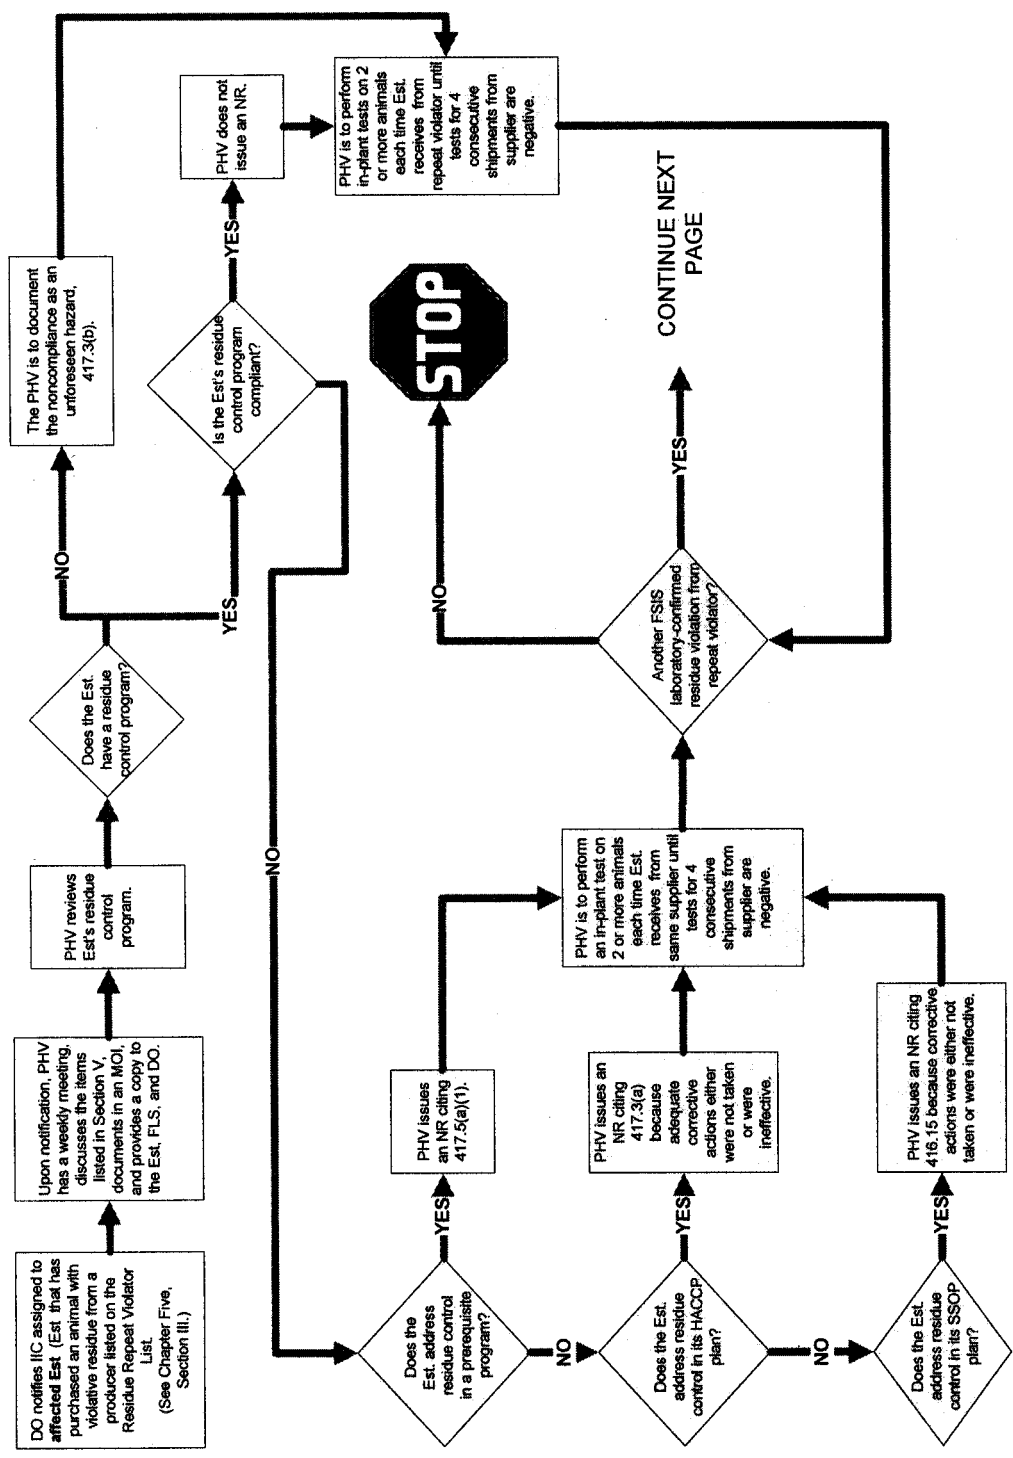 DO notifies IIC assigned to
affected Est (Est that has
purchased an animal with
violative residue from a
producer listed on the
Residue Repeat Violator
List.
(See Chapter Five,
Section III.)
Upon notification, PHV
has a weekly meeting,
discusses the items
listed in Section V,
documents in an MOI,
and provides a copy to
the Est, FLS, and DO.
PHV reviews
Est's residue
control
program.
Does the Est.
have a residue
control program?
NO
YES
The PHV is to document
the noncompliance as an
unforeseen hazard,
417.3(b).
Is the Est's residue
control program
compliant?
YES
NO
PHV does not
issue an NR.
PHV is to perform
in-plant tests on 2
or more animals
each time Est.
receives from
repeat violator until
tests for 4
consecutive
shipments from
supplier are
negative.
Does the
Est. address
residue control
in a prerequisite
program?
YES
NO
PHV issues
an NR citing
417.5(a)(1).
Does the Est.
address residue
control in its HACCP
plan?
YES
NO
PHV issues an
NR citing
417.3(a)
because
adequate
corrective
actions either
were not taken
or were
ineffective.
Does the Est.
address residue
control in its SSOP
plan?
YES
PHV issues an NR citing
416.15 because corrective
actions were either not
taken or were ineffective.
PHV is to perform
an in-plant test on
2 or more animals
each time Est.
receives from
same supplier until
tests for 4
consecutive
shipments from
supplier are
negative.
Another FSIS
laboratory-confirmed
residue violation from
repeat violator?
NO
STOP
YES
CONTINUE NEXT
PAGE